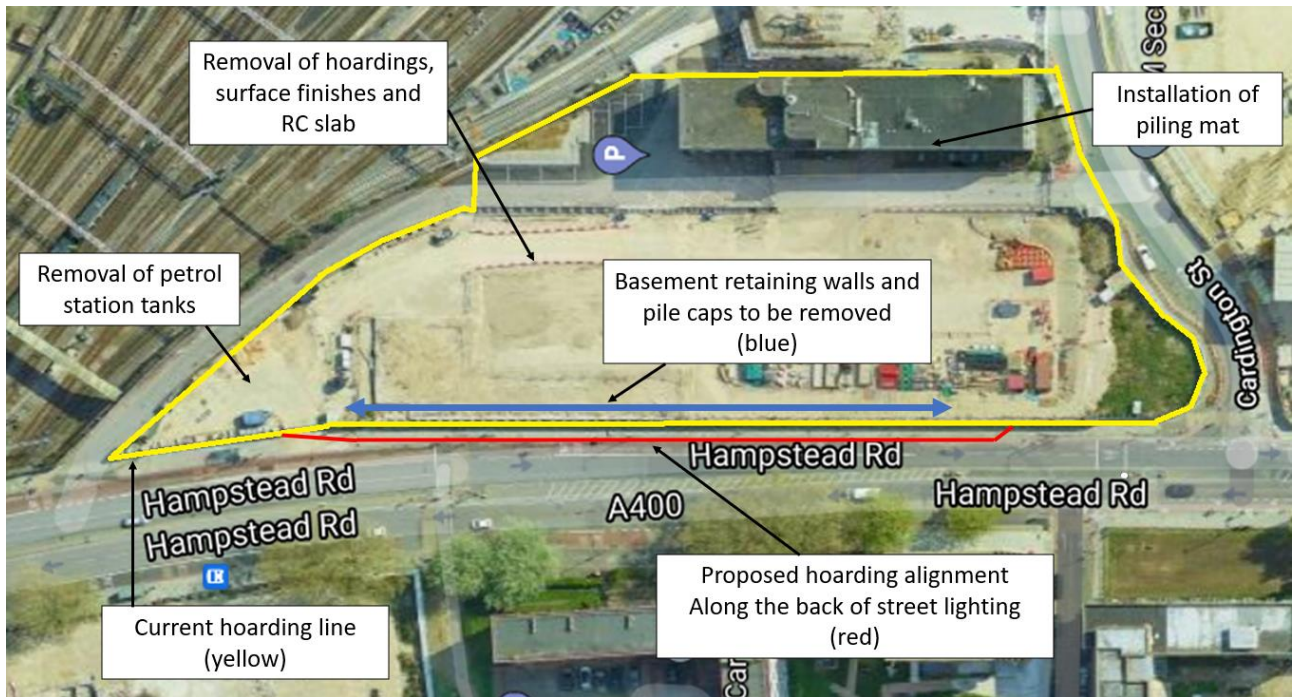 Removal of hoardings,
surface finishes and
RC slab
Installation of
piling mat
Removal of petrol
station tanks
Basement retaining walls and
pile caps to be removed
(blue)
P
Cardington St
Hampstead Rd
Hampstead Rd
Hampstead Rd
Hampstead Rd
A400
Proposed hoarding alignment
Along the back of street lighting
(red)
Current hoarding line
(yellow)